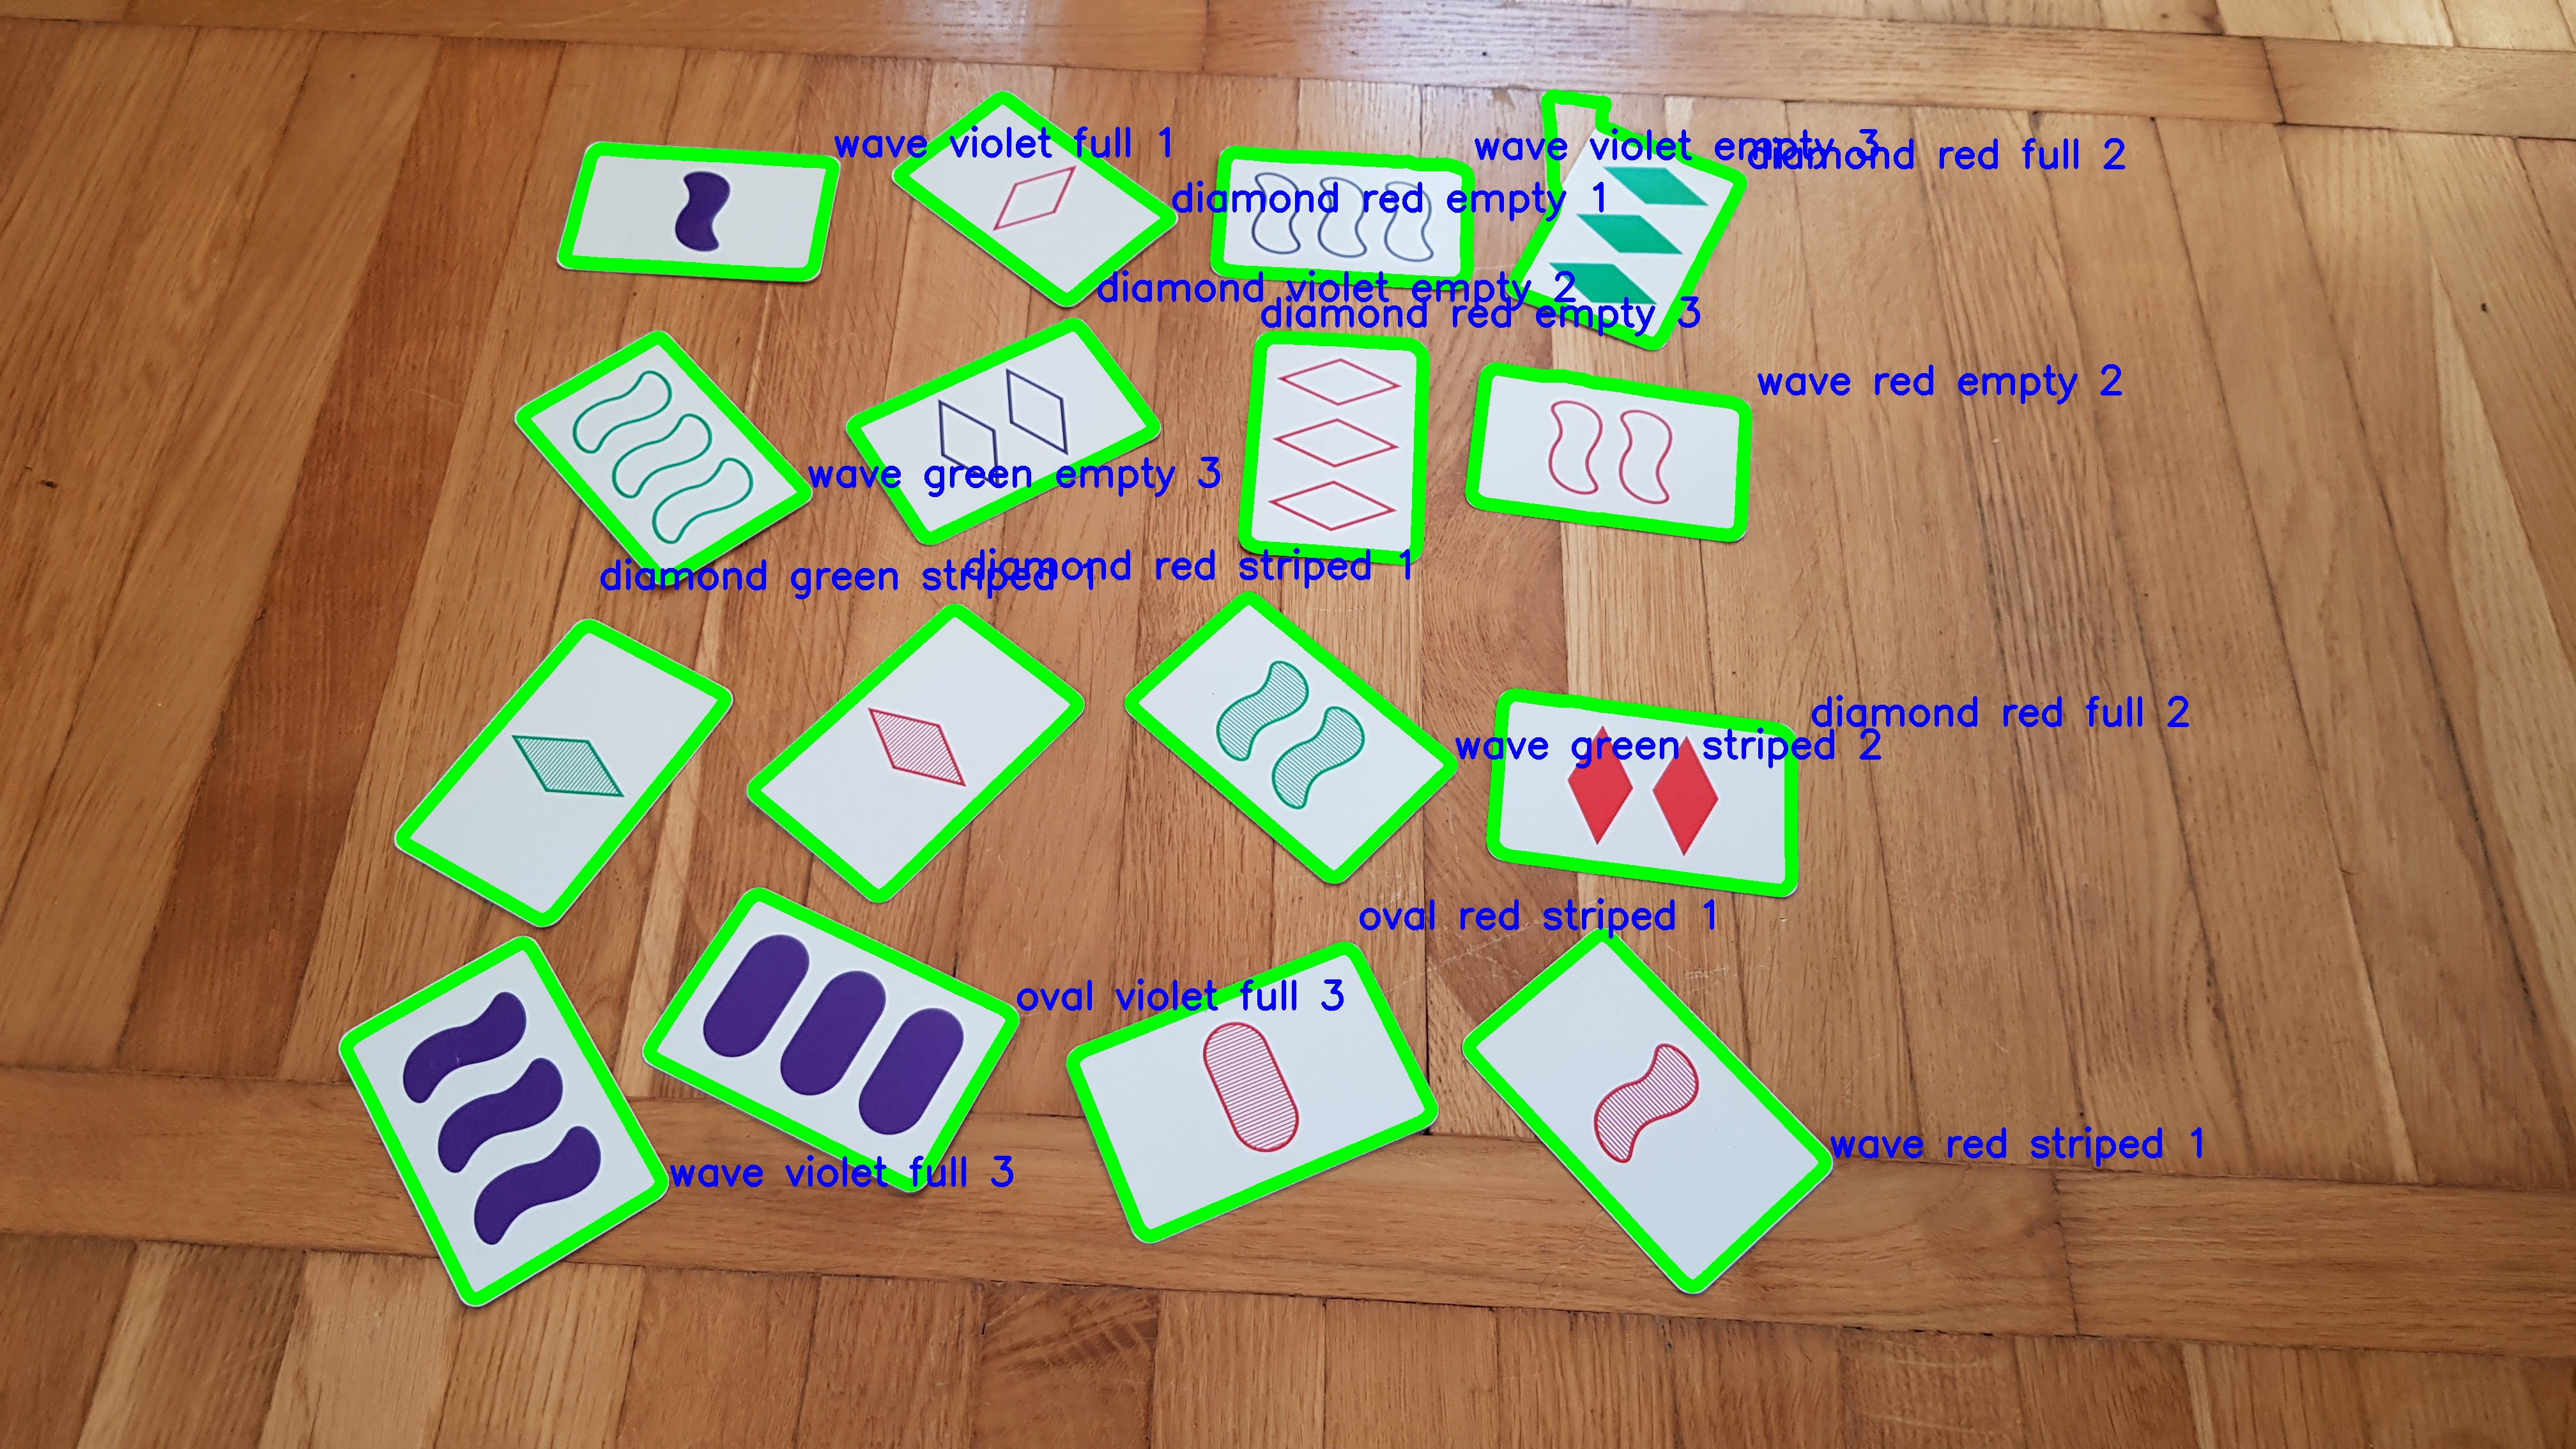 wave violet full 1
wave violet empty 3
diamond red full 2
diamond red empty 1
diamond violet empty 2
diamond red empty 3
wave red empty 2
wave green empty 3
diamond green striped 1
diamond red striped 1
diamond red full 2
wave green striped 2
oval red striped 1
oval violet full 3
wave red striped 1
wave violet full 3